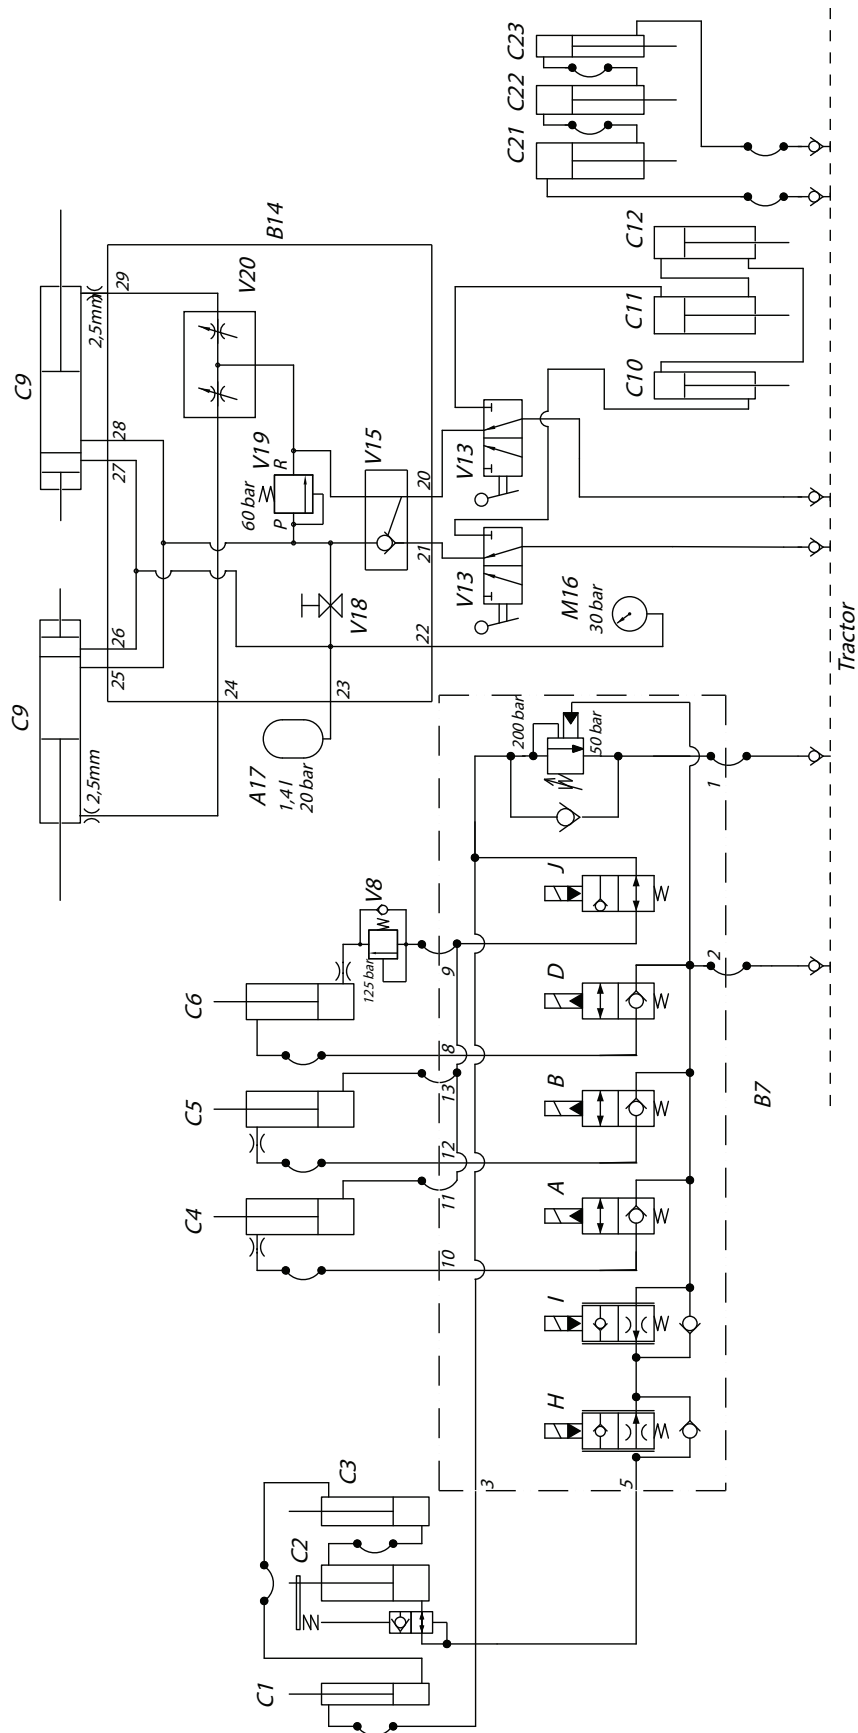 C23
C22
C21
C12
C11
C10
B14
V20
29
2,5mm
C9
28
27
V19
R
60 bar
P
V15
20
21
V13
V13
M16
30 bar
V18
22
26
25
24
23
C9
2,5mm
A17
1,4 l
20 bar
Tractor
200 bar
50 bar
1
J
V8
125 bar
9
2
D
C6
8
13
B
B7
C5
12
11
A
C4
10
I
H
3
5
C3
C2
C1